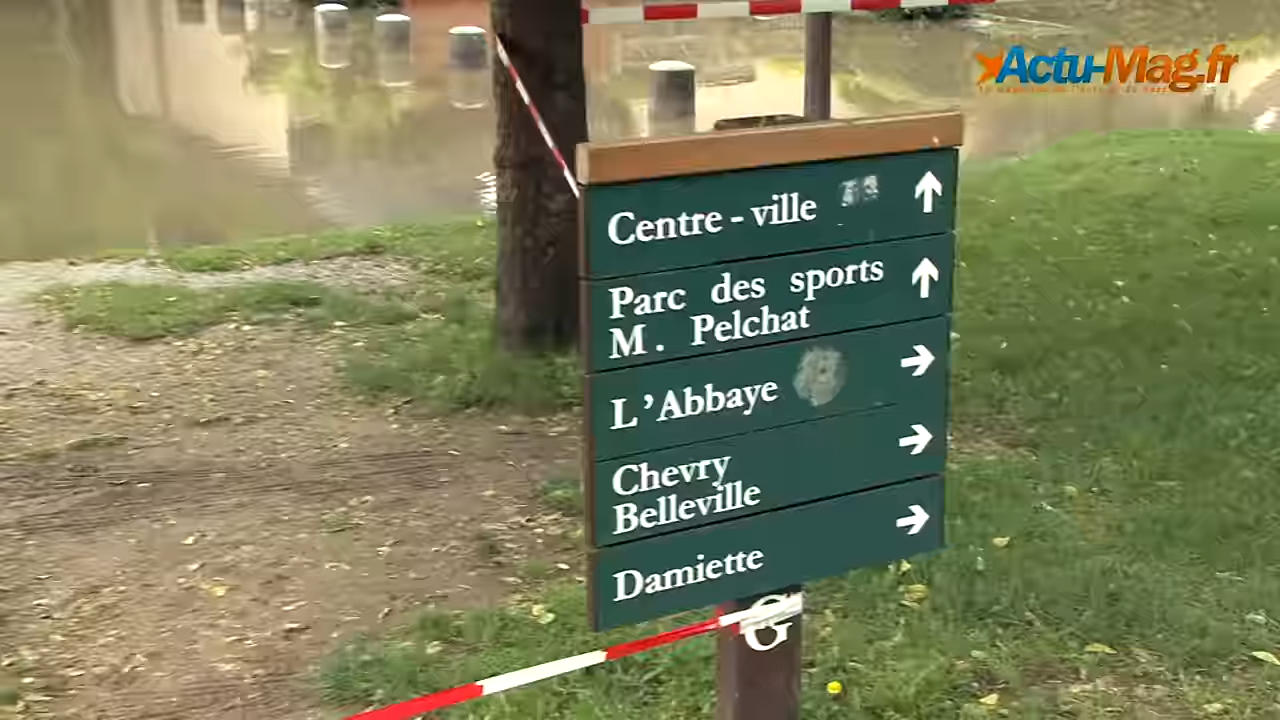 Actu-Mag.fr
Centre - ville
Parc des sports
M. Pelchat
L'Abbaye
Chevry
Belleville
Damiette
G